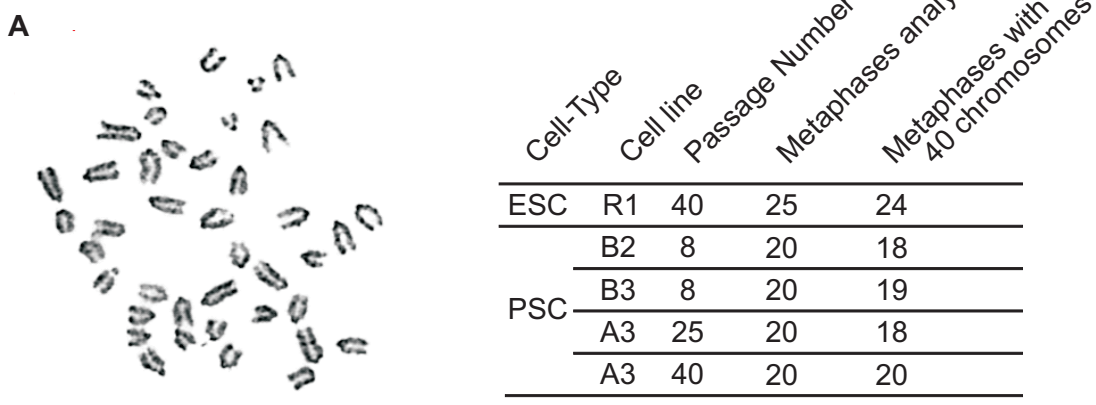 A
Cell-Type
Cell line
Passage Number
Metaphases
Metaphases with
40 chromosomes
ESC R1 40 25 24
B2 8 20 18
B3 8 20 19
PSC
A3 25 20 18
A3 40 20 20